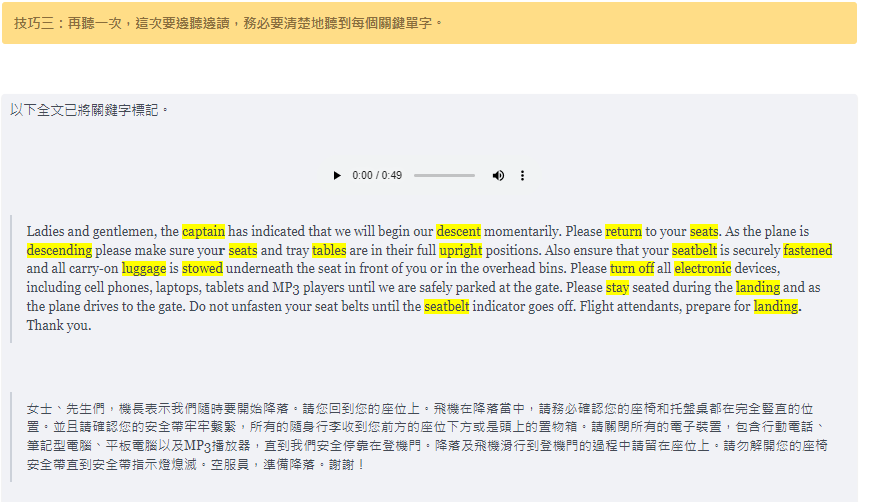 技巧三：再聽一次，這次要邊聽邊讀，務必要清楚地聽到每個關鍵單字。
以下全文已將關鍵字標記。
0:00 / 0:49
Ladies and gentlemen, the captain has indicated that we will begin our descent momentarily. Please return to your seats. As the plane is
descending please make sure your seats and tray tables are in their full upright positions. Also ensure that your seatbelt is securely fastened
and all carry-on luggage is stowed underneath the seat in front of you or in the overhead bins. Please turn off all electronic devices,
including cell phones, laptops, tablets and MP3 players until we are safely parked at the gate. Please stay seated during the landing and as
the plane drives to the gate. Do not unfasten your seat belts until the seatbelt indicator goes off. Flight attendants, prepare for landing.
Thank you.
女士、先生們，機長表示我們隨時要開始降落。請您回到您的座位上。飛機在降落當中，請務必確認您的座椅和托盤桌都在完全豎直的位
置。並且請確認您的安全帶牢牢繫緊，所有的隨身行李收到您前方的座位下方或是頭上的置物箱。請關閉所有的電子裝置，包含行動電話、
筆記型電腦、平板電腦以及MP3播放器，直到我們安全停靠在登機門。降落及飛機滑行到登機門的過程中請留在座位上。請勿解開您的座椅
安全帶直到安全帶指示燈熄滅。空服員，準備降落。謝謝！